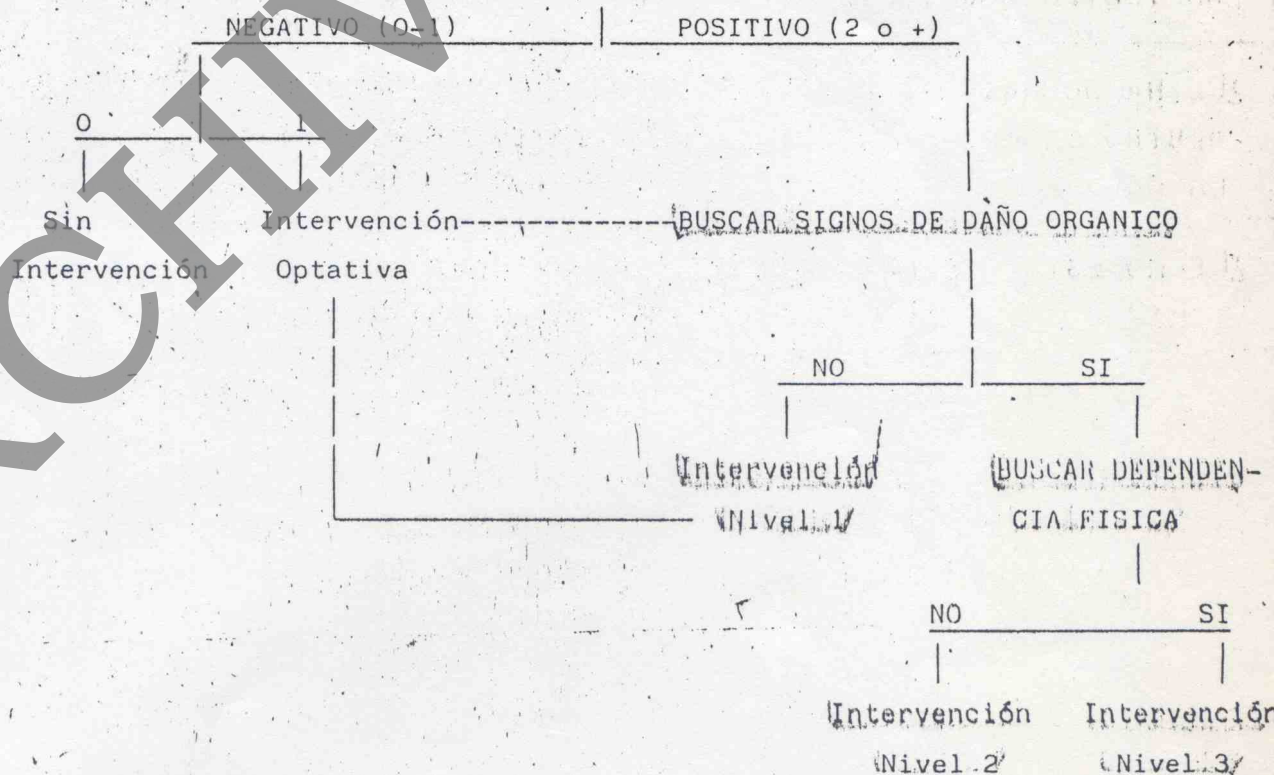 NEGATIVO (0-1) POSITIVO (2 o +)
0 1
Sin Intervención BUSCAR SIGNOS DE DAÑO ORGANICO
Intervención Optativa
NO SI
Intervención BUSCAR DEPENDEN-
Nivel 1 CIA FISICA
NO SI
Intervención Intervención
Nivel 2 Nivel 3